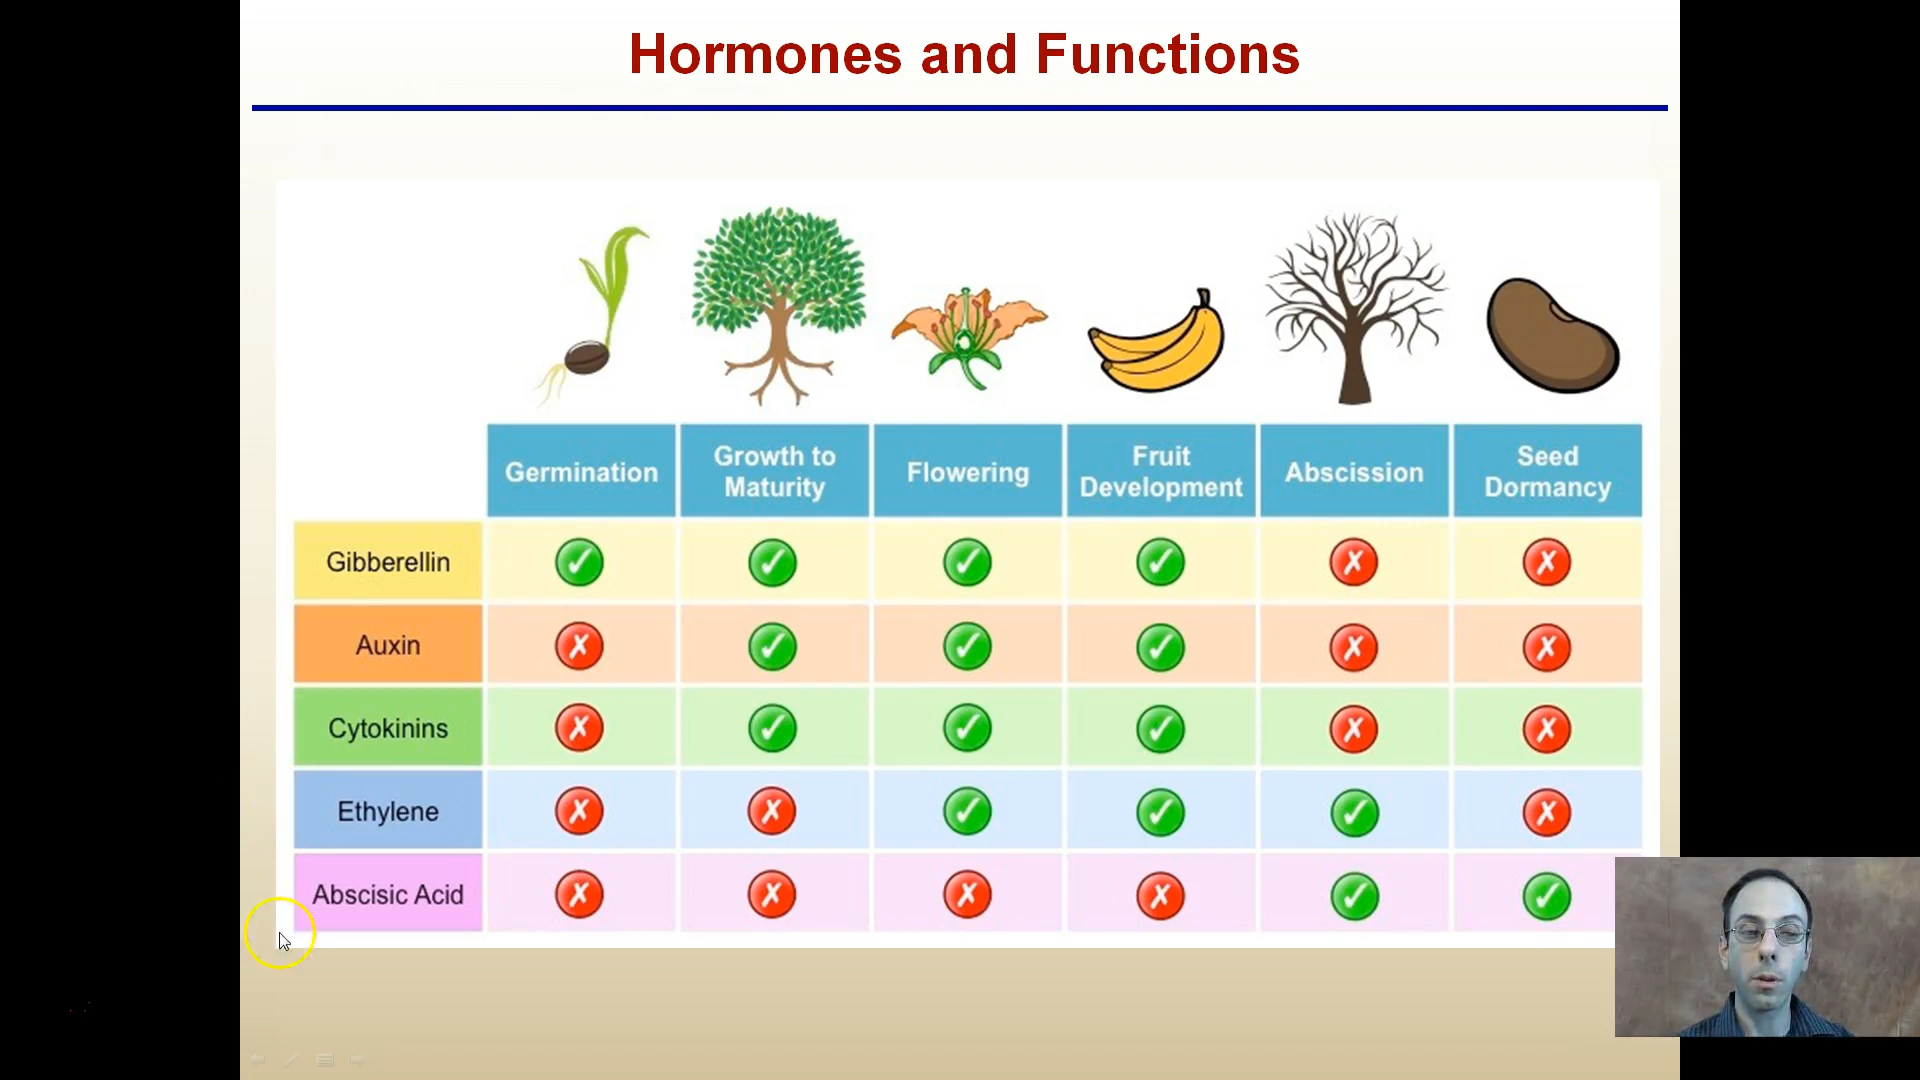 Hormones and Functions
Germination
Growth to
Maturity
Flowering
Fruit
Development
Abscission
Seed
Dormancy
Gibberellin
Auxin
Cytokinins
Ethylene
Abscisic Acid